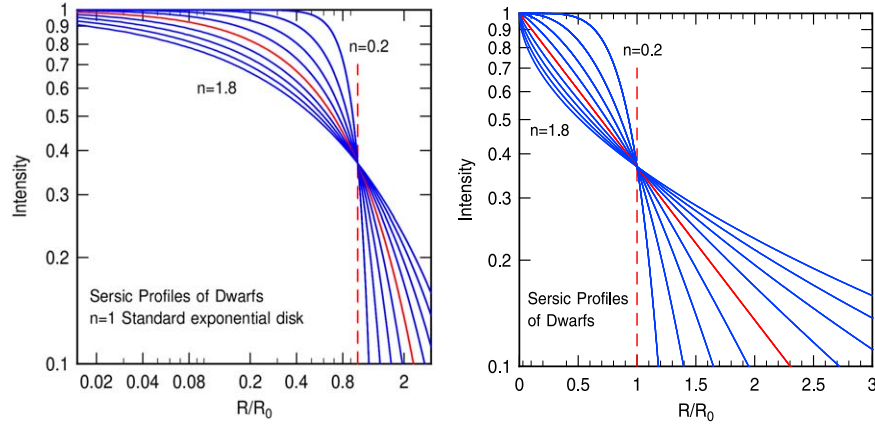 1
0.9
0.8
0.7
0.6
0.5
0.4
0.3
0.2
0.1
Intensity
n=0.2
n=1.8
Sersic Profiles of Dwarfs
n=1 Standard exponential disk
0.02 0.04 0.08 0.2 0.4 0.8 2
R/R0
1
0.9
0.8
0.7
0.6
0.5
0.4
0.3
0.2
0.1
Intensity
n=0.2
n=1.8
Sersic Profiles
of Dwarfs
0 0.5 1 1.5 2 2.5 3
R/R0